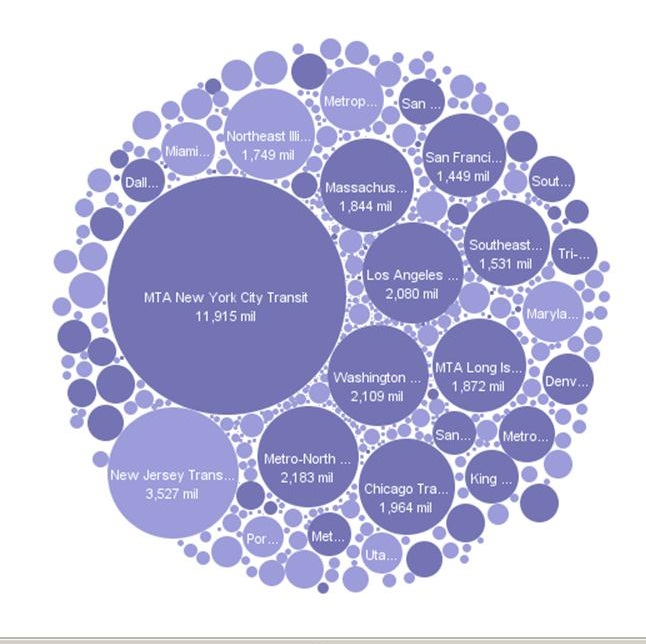 Metrop...
San ...
Northeast Illi...
1,749 mil
Miami...
San Franci...
1,449 mil
Dall...
Massachus...
1,844 mil
Sout...
Southeast...
1,531 mil
Tri-...
Los Angeles ...
2,080 mil
MTA New York City Transit
11,915 mil
Maryla...
Washington ...
2,109 mil
MTA Long Is...
1,872 mil
Denv...
San...
Metro...
Metro-North ...
2,183 mil
New Jersey Trans...
3,527 mil
Chicago Tra...
1,964 mil
King ...
Por...
Met...
Uta...